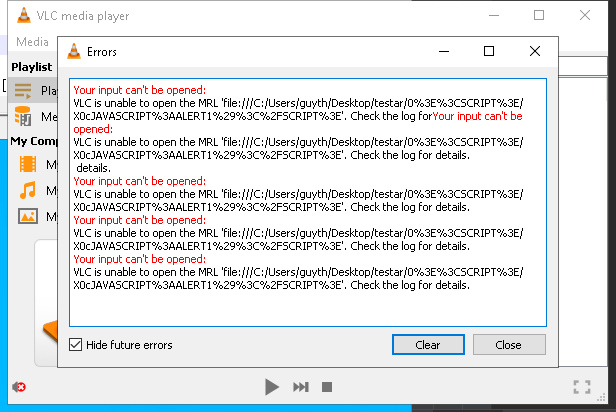 VLC media player
Media
Errors
Playlist
Pla
Me
My Comp
My
My
My
Your input can't be opened:
VLC is unable to open the MRL 'file:///C:/Users/guyth/Desktop/testar/0%3E%3CSCRIPT%3E/
X0cJAVASCRIPT%3AALERT1%29%3C%2FSCRIPT%3E'. Check the log forYour input can't be
opened:
VLC is unable to open the MRL 'file:///C:/Users/guyth/Desktop/testar/0%3E%3CSCRIPT%3E/
X0cJAVASCRIPT%3AALERT1%29%3C%2FSCRIPT%3E'. Check the log for details.
details.
Your input can't be opened:
VLC is unable to open the MRL 'file:///C:/Users/guyth/Desktop/testar/0%3E%3CSCRIPT%3E/
X0cJAVASCRIPT%3AALERT1%29%3C%2FSCRIPT%3E'. Check the log for details.
Your input can't be opened:
VLC is unable to open the MRL 'file:///C:/Users/guyth/Desktop/testar/0%3E%3CSCRIPT%3E/
X0cJAVASCRIPT%3AALERT1%29%3C%2FSCRIPT%3E'. Check the log for details.
Your input can't be opened:
VLC is unable to open the MRL 'file:///C:/Users/guyth/Desktop/testar/0%3E%3CSCRIPT%3E/
X0cJAVASCRIPT%3AALERT1%29%3C%2FSCRIPT%3E'. Check the log for details.
Hide future errors
Clear
Close